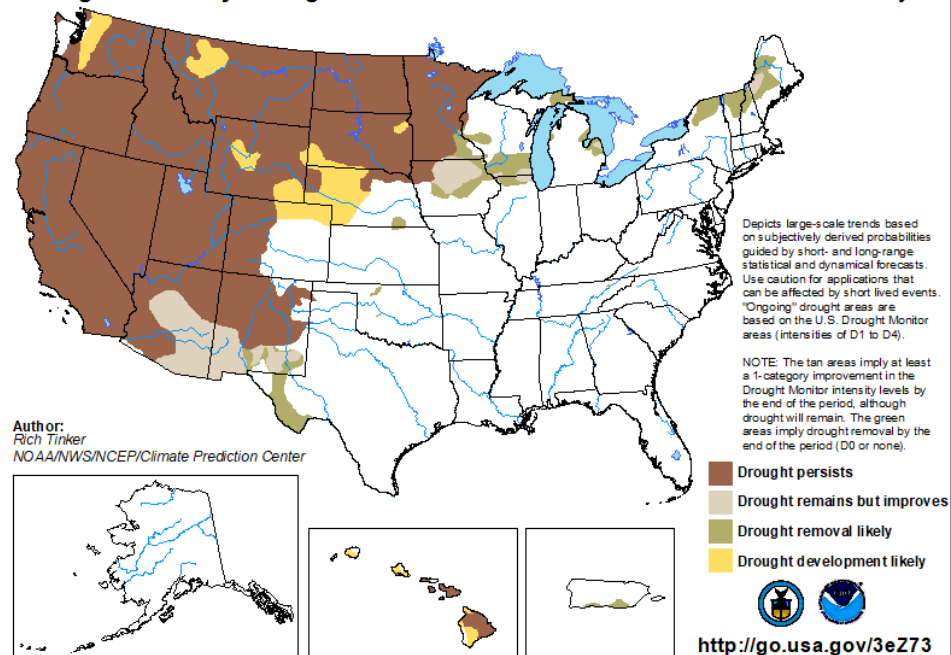 Depicts large-scale trends based
on subjectively derived probabilities
guided by short- and long-range
statistical and dynamical forecasts.
Use caution for applications that
can be affected by short lived events.
"Ongoing" drought areas are
based on the U.S. Drought Monitor
areas (intensities of D1 to D4).
NOTE: The tan areas imply at least
a 1-category improvement in the
Drought Monitor intensity levels by
the end of the period, although
drought will remain. The green
areas imply drought removal by the
end of the period (D0 or none).
Author:
Rich Tinker
NOAA/NWS/NCEP/Climate Prediction Center
Drought persists
Drought remains but improves
Drought removal likely
Drought development likely
http://go.usa.gov/3eZ73